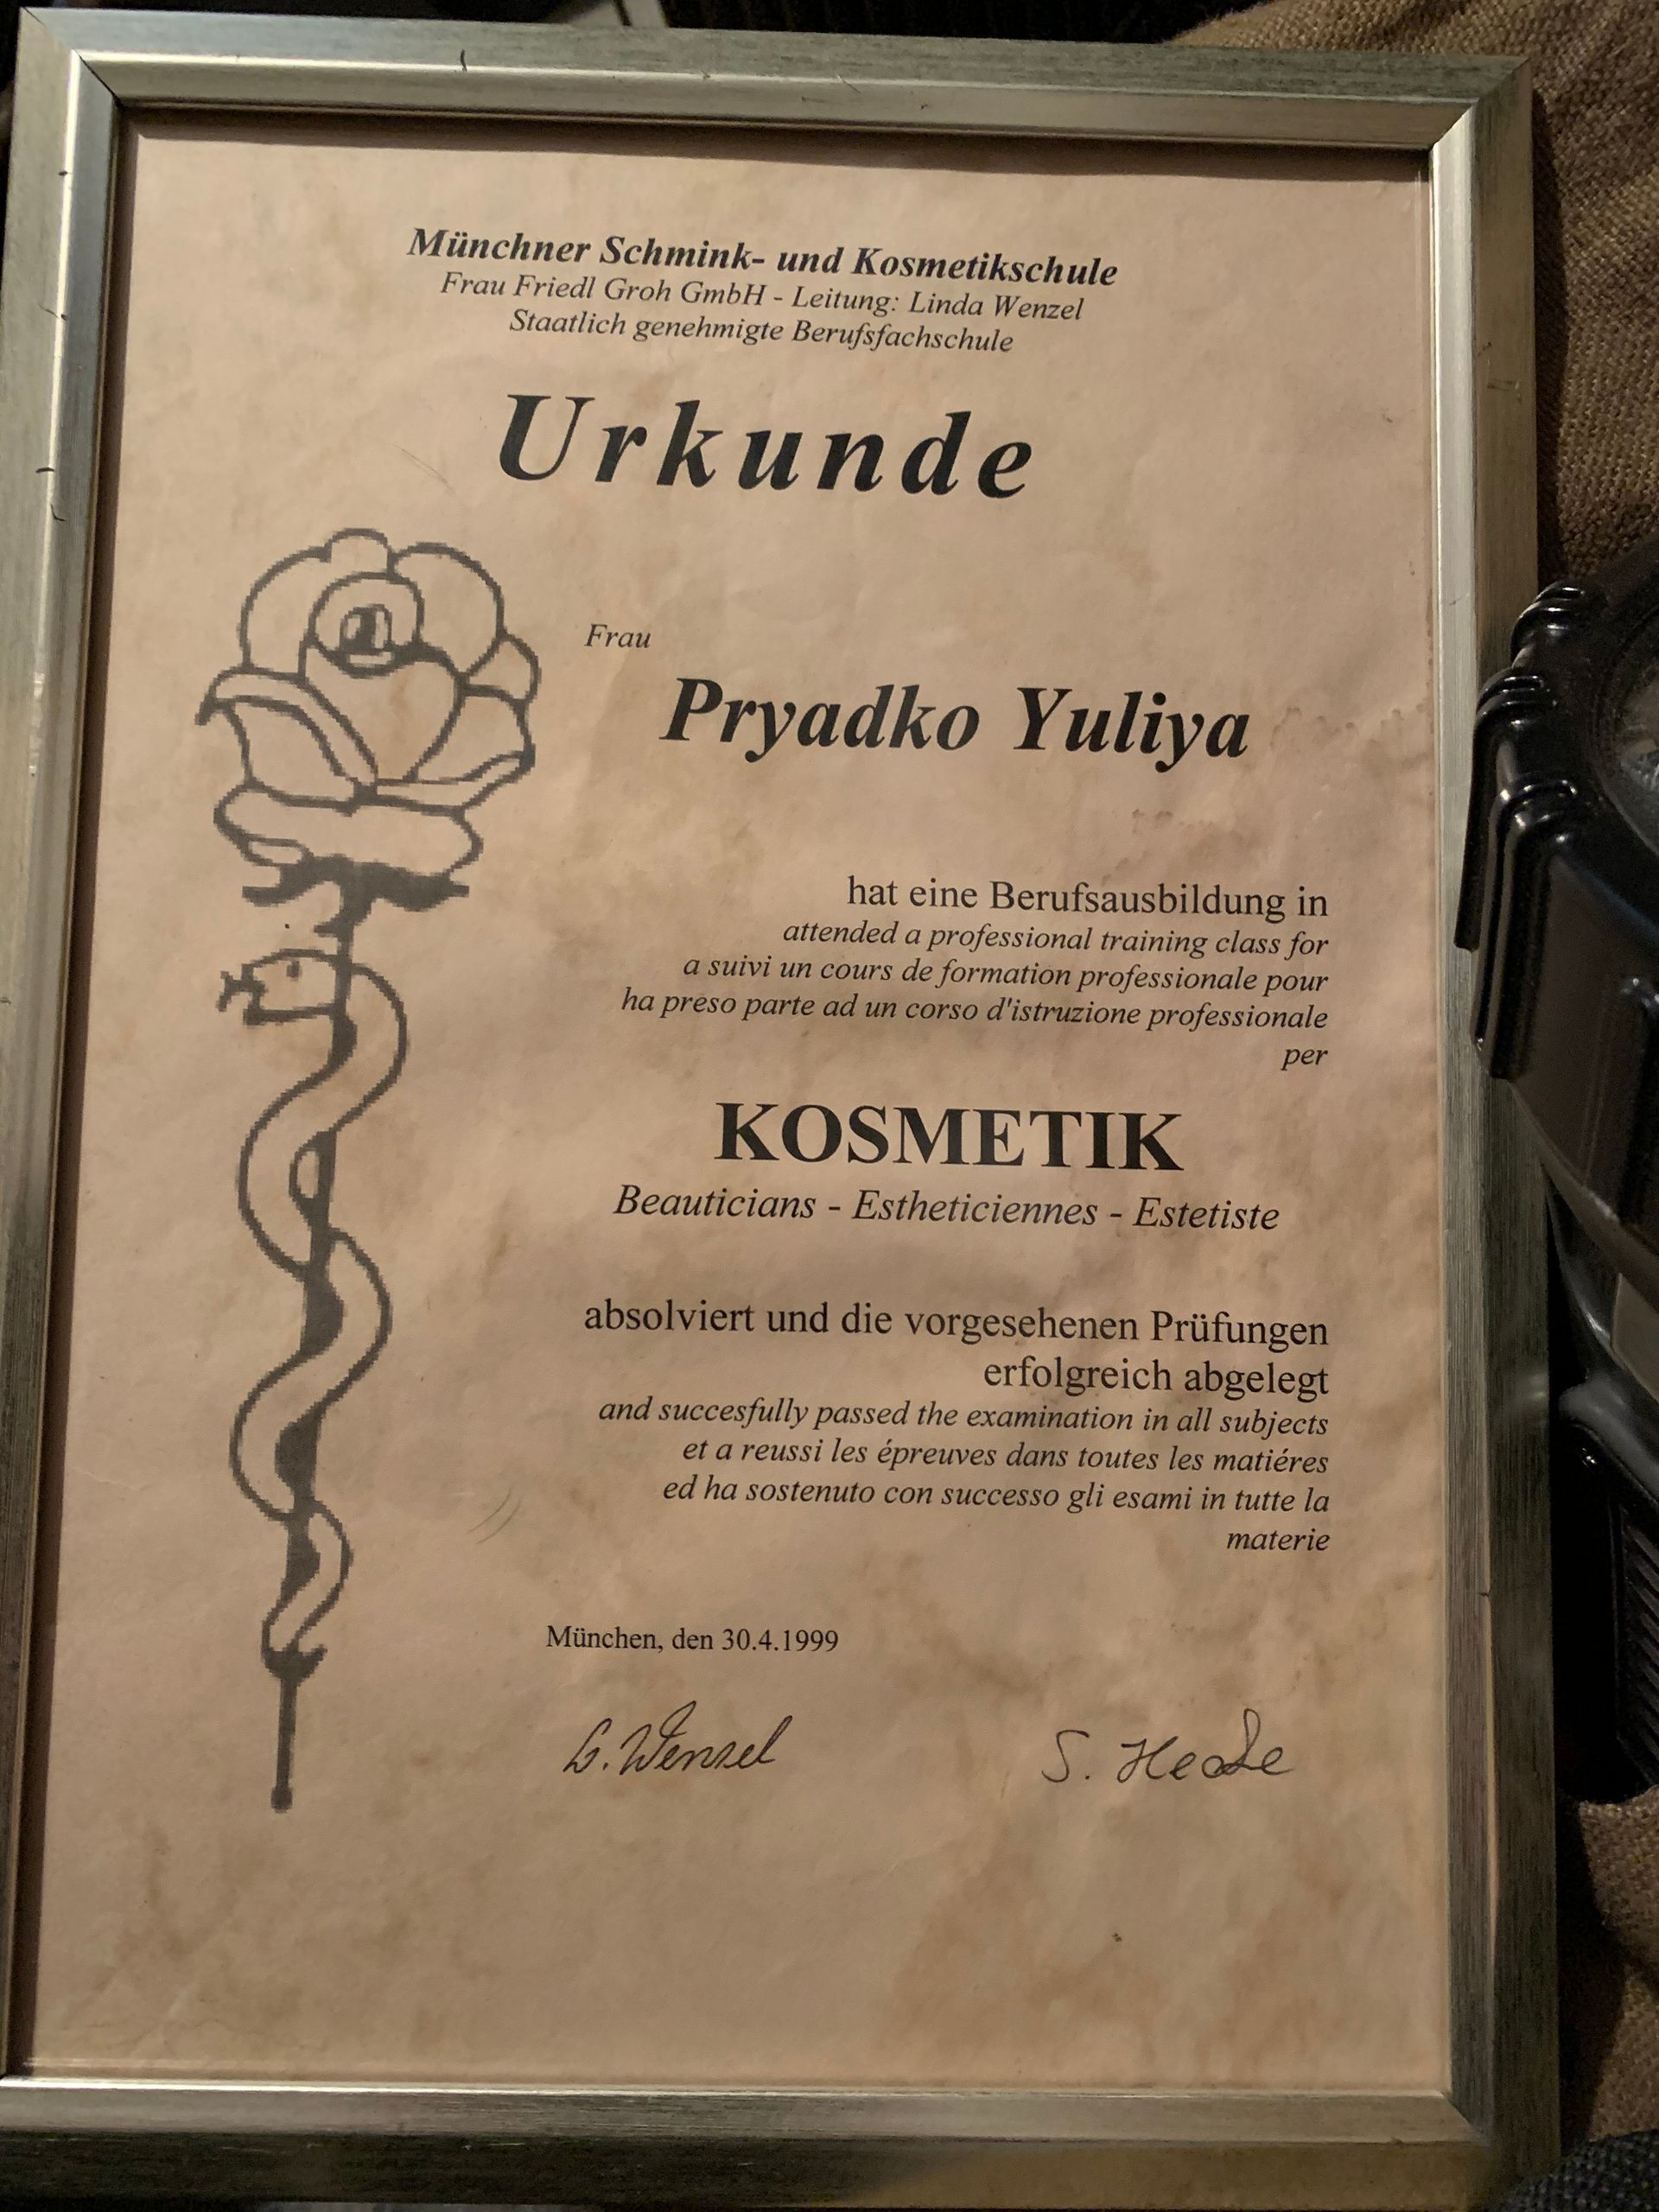 Münchner Schmink- und Kosmetikschule
Frau Friedl Groh GmbH - Leitung: Linda Wenzel
Staatlich genehmigte Berufsfachschule
Urkunde
Frau
Pryadko Yuliya
hat eine Berufsausbildung in
attended a professional training class for
a suivi un cours de formation professionale pour
ha preso parte ad un corso d'istruzione professionale
per
KOSMETIK
Beauticians - Estheticiennes - Estetiste
absolviert und die vorgesehenen Prüfungen
erfolgreich abgelegt
and succesfully passed the examination in all subjects
et a reussi les épreuves dans toutes les matiéres
ed ha sostenuto con successo gli esami in tutte la
materie
München, den 30.4.1999
L. Wenzel
S.